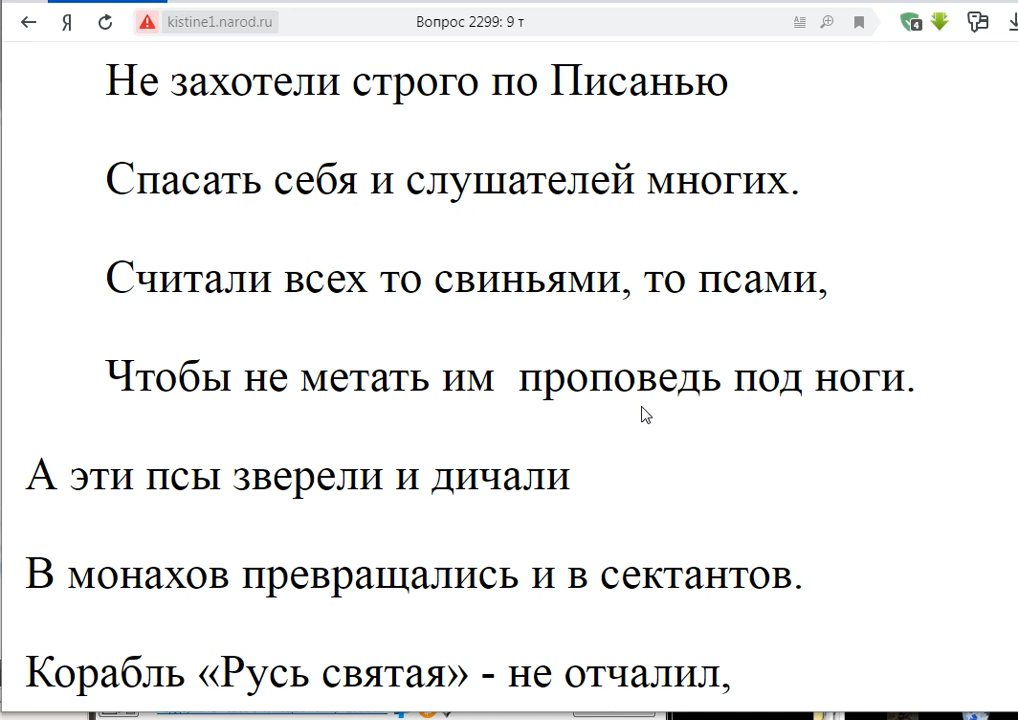 kistine1.narod.ru
Вопрос 2299: 9 т
Не захотели строго по Писанью
Спасать себя и слушателей многих.
Считали всех то свиньями, то псами,
Чтобы не метать им  проповедь под ноги.
А эти псы зверели и дичали
В монахов превращались и в сектантов.
Корабль «Русь святая» - не отчалил,